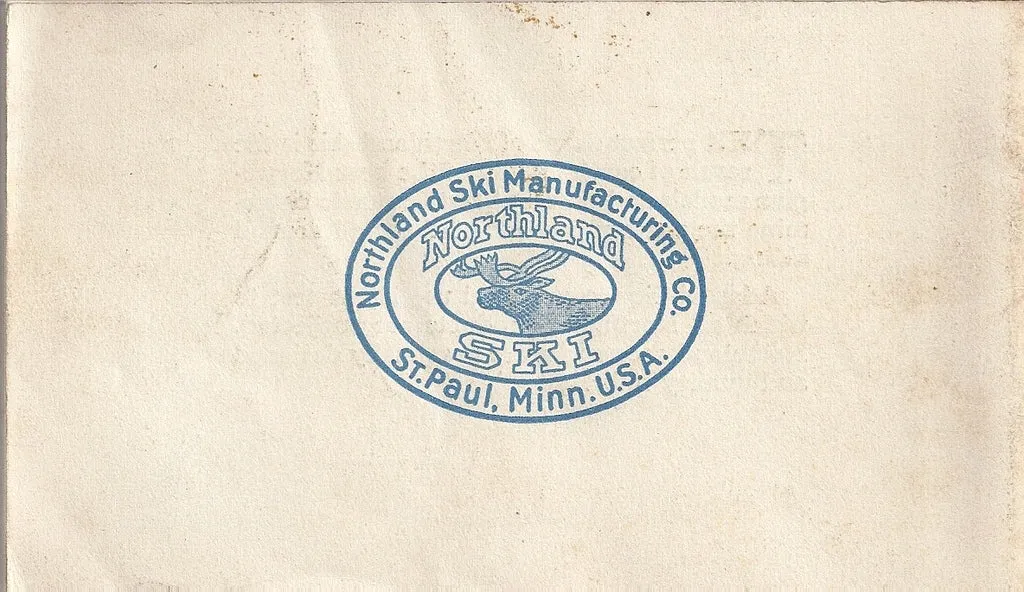 Northland Ski Manufacturing Co.
Northland
SKI
St. Paul, Minn. U.S.A.